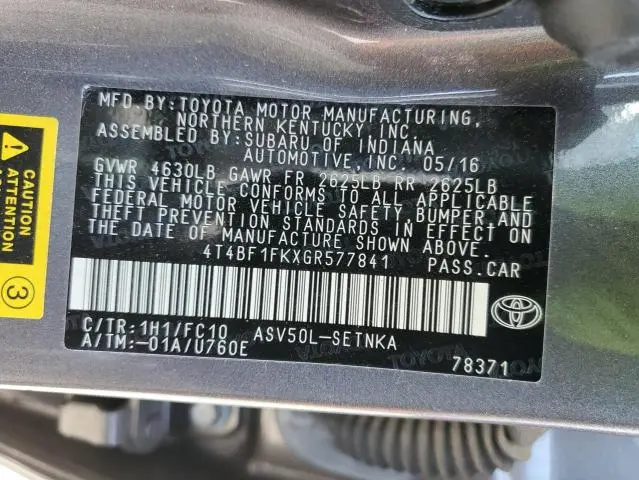 MFD. BY: TOYOTA MOTOR MANUFACTURING,
NORTHERN KENTUCKY INC.
ASSEMBLED BY: SUBARU OF INDIANA
AUTOMOTIVE, INC. 05/16
GVWR 4630LB GAWR FR 2625LB RR 2625LB
THIS VEHICLE CONFORMS TO ALL APPLICABLE
FEDERAL MOTOR VEHICLE SAFETY, BUMPER, AND
THEFT PREVENTION STANDARDS IN EFFECT ON
THE DATE OF MANUFACTURE SHOWN ABOVE.
4T4BF1FKXGR577841 PASS.CAR
C/TR: 1H1/FC10 ASV50L-SETNKA
A/TM: -01A/U760E
78371
CAUTION
ATTENTION
3